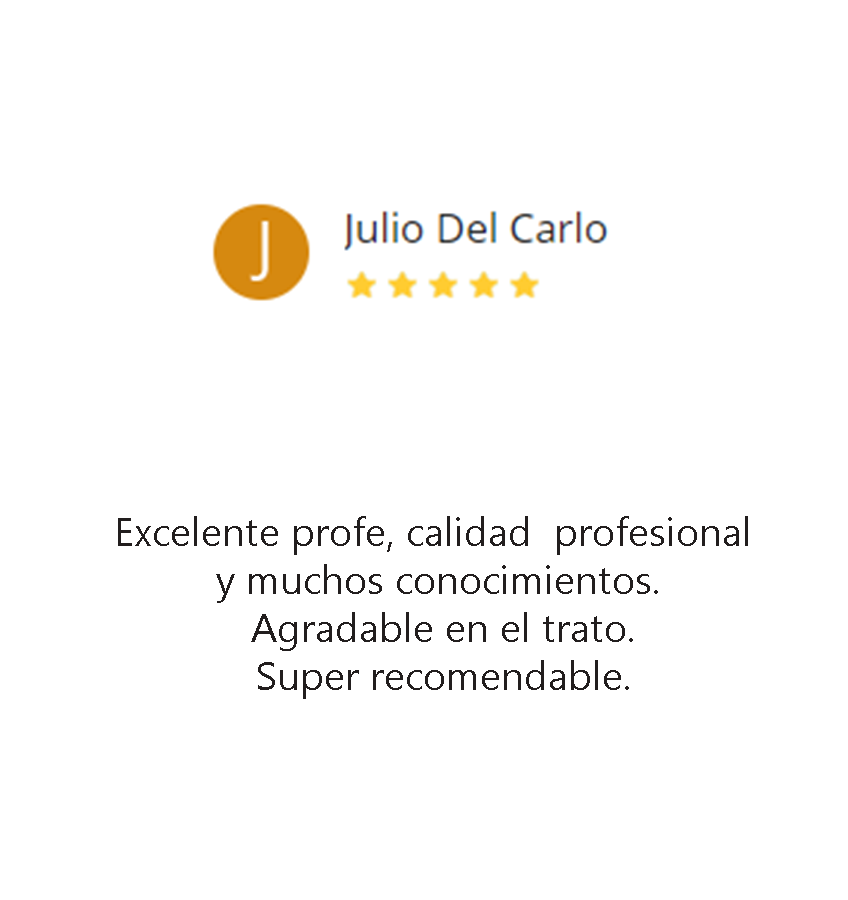 J
Julio Del Carlo
Excelente profe, calidad  profesional
y muchos conocimientos.
Agradable en el trato.
Super recomendable.